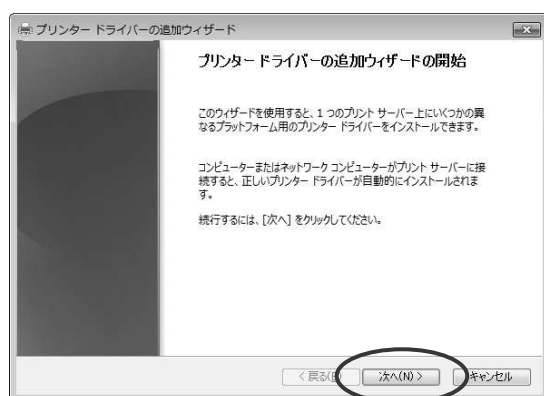 プリンター ドライバーの追加ウィザード
プリンター ドライバーの追加ウィザードの開始
このウィザードを使用すると、1 つのプリント サーバー上にいくつかの異
なるプラットフォーム用のプリンター ドライバーをインストールできます。
コンピューターまたはネットワーク コンピューターがプリント サーバーに接
続すると、正しいプリンター ドライバーが自動的にインストールされま
す。
続行するには、[次へ] をクリックしてください。
< 戻る(B) 次へ(N) > キャンセル